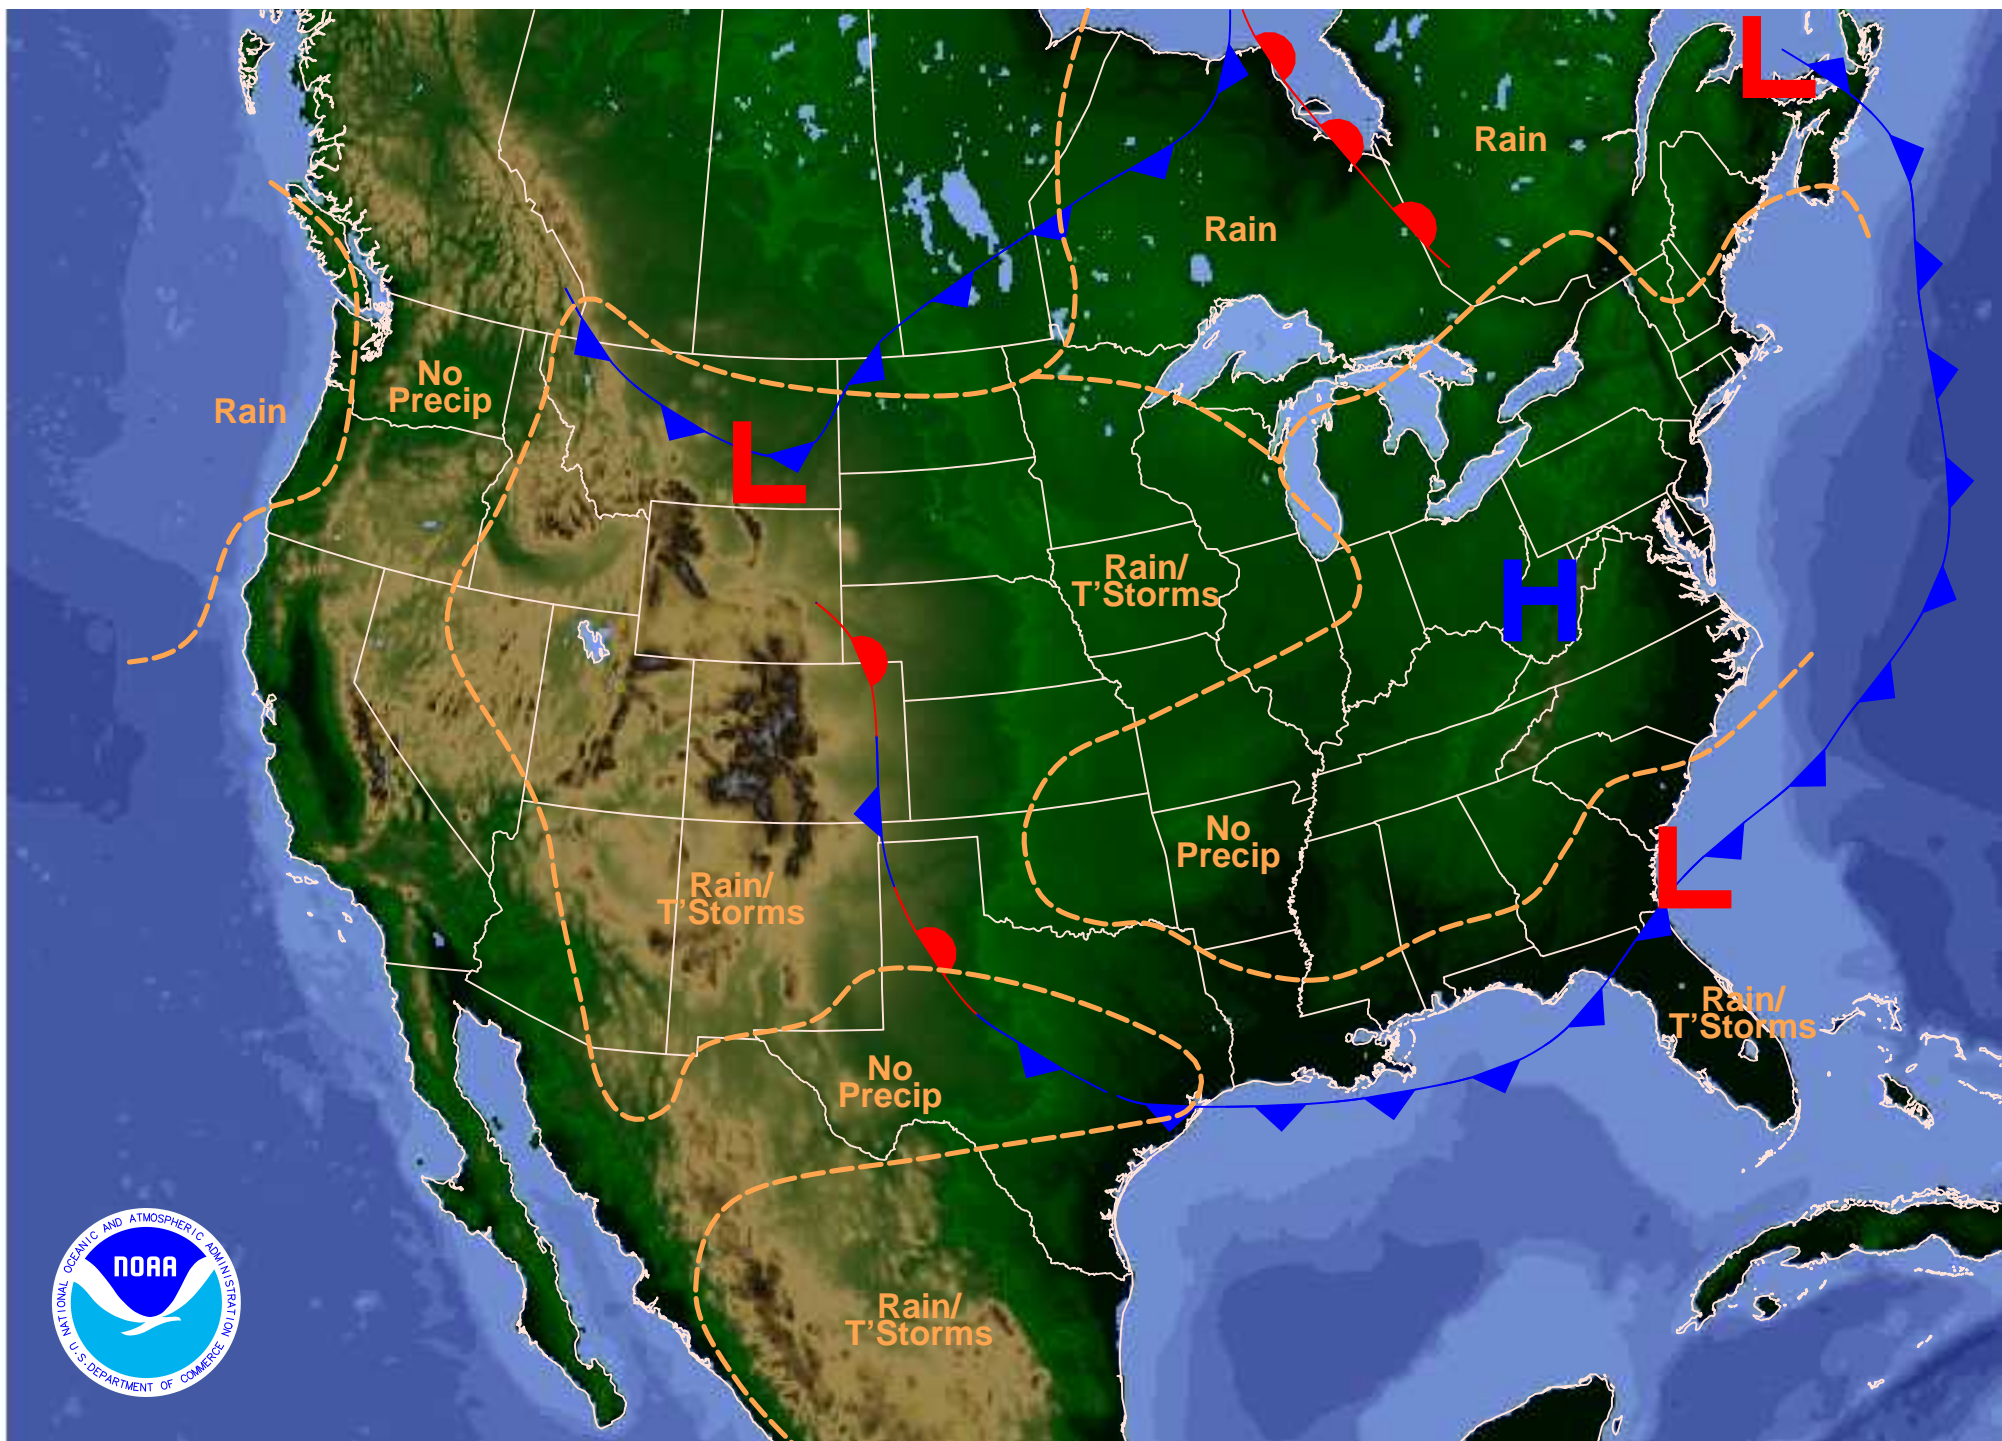 L
Rain
Rain
No
Precip
Rain
L
Rain/
T'Storms
H
No
Precip
L
Rain/
T'Storms
Rain/
T'Storms
No
Precip
Rain/
T'Storms
NATIONAL OCEANIC AND ATMOSPHERIC ADMINISTRATION
NOAA
U.S. DEPARTMENT OF COMMERCE